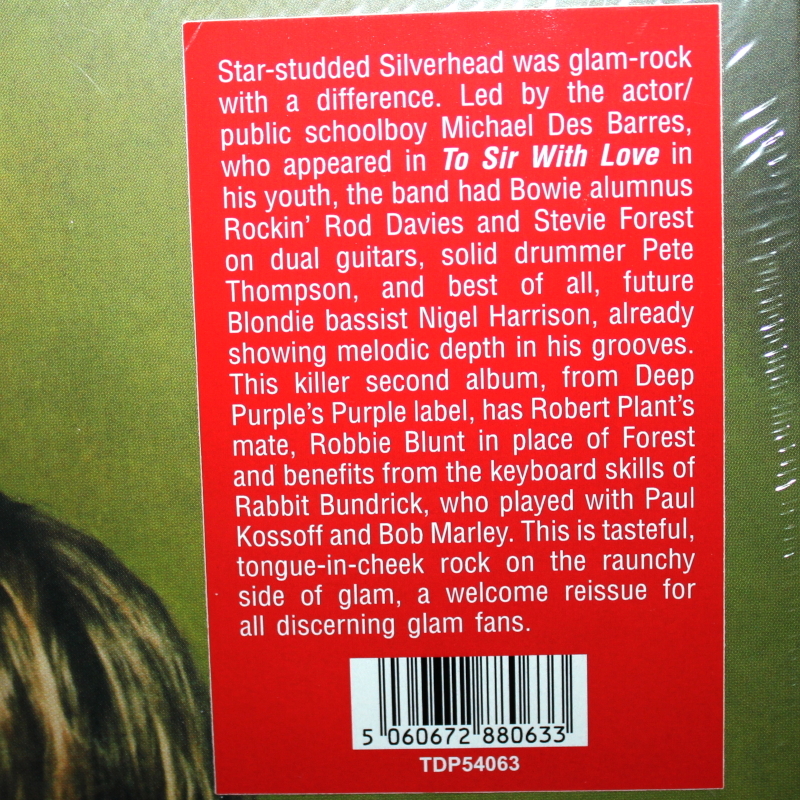 Star-studded Silverhead was glam-rock
with a difference. Led by the actor/
public schoolboy Michael Des Barres,
who appeared in To Sir With Love in
his youth, the band had Bowie alumnus
Rockin' Rod Davies and Stevie Forest
on dual guitars, solid drummer Pete
Thompson, and best of all, future
Blondie bassist Nigel Harrison, already
showing melodic depth in his grooves.
This killer second album, from Deep
Purple's Purple label, has Robert Plant's
mate, Robbie Blunt in place of Forest
and benefits from the keyboard skills of
Rabbit Bundrick, who played with Paul
Kossoff and Bob Marley. This is tasteful,
tongue-in-cheek rock on the raunchy
side of glam, a welcome reissue for
all discerning glam fans.
5 060672 880633
TDP54063